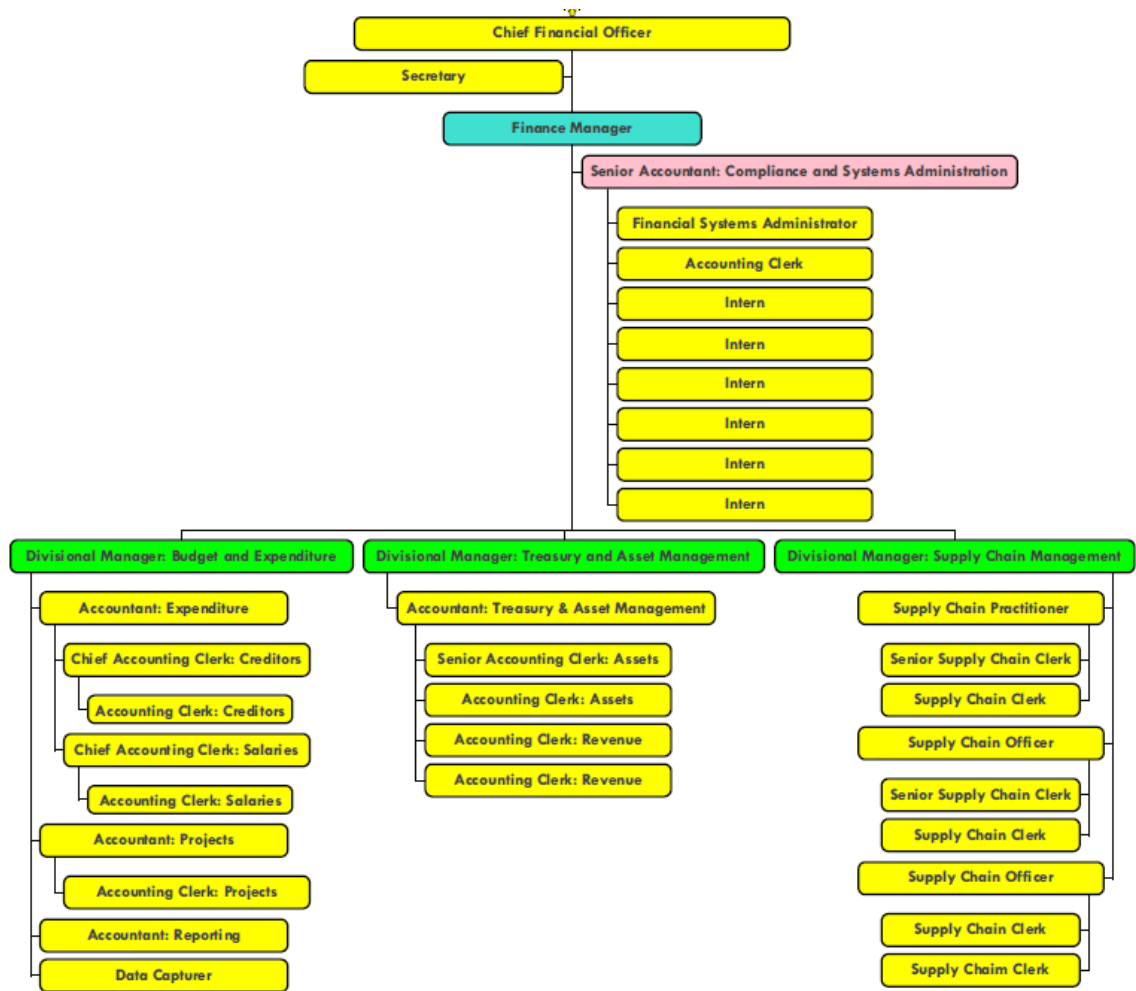 Chief Financial Officer
Secretary
Finance Manager
Senior Accountant: Compliance and Systems Administration
Financial Systems Administrator
Accounting Clerk
Intern
Intern
Intern
Intern
Intern
Intern
Divisional Manager: Budget and Expenditure
Accountant: Expenditure
Chief Accounting Clerk: Creditors
Accounting Clerk: Creditors
Chief Accounting Clerk: Salaries
Accounting Clerk: Salaries
Accountant: Projects
Accounting Clerk: Projects
Accountant: Reporting
Data Capturer
Divisional Manager: Treasury and Asset Management
Accountant: Treasury & Asset Management
Senior Accounting Clerk: Assets
Accounting Clerk: Assets
Accounting Clerk: Revenue
Accounting Clerk: Revenue
Divisional Manager: Supply Chain Management
Supply Chain Practitioner
Senior Supply Chain Clerk
Supply Chain Clerk
Supply Chain Officer
Senior Supply Chain Clerk
Supply Chain Clerk
Supply Chain Officer
Supply Chain Clerk
Supply Chaim Clerk